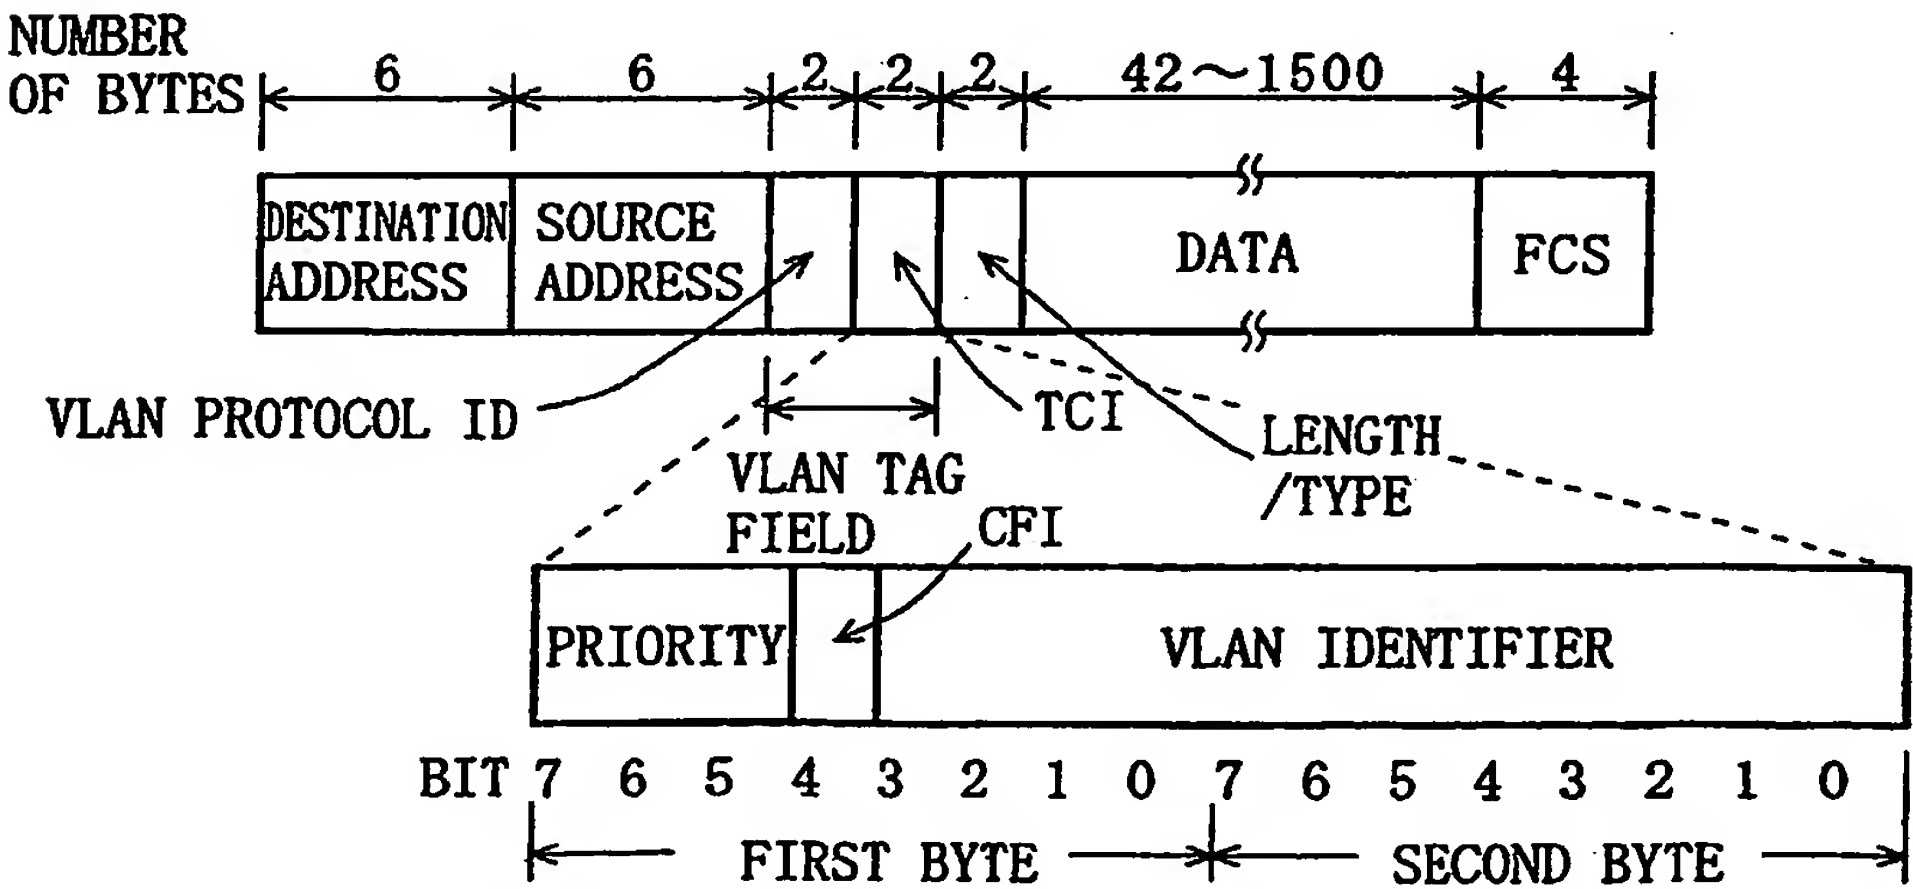 NUMBER
OF BYTES
6 6 2 2 2 42~1500 4
DESTINATION
ADDRESS
SOURCE
ADDRESS
DATA
FCS
VLAN PROTOCOL ID
TCI
LENGTH
/TYPE
VLAN TAG
FIELD
CFI
PRIORITY
VLAN IDENTIFIER
BIT 7 6 5 4 3 2 1 0 7 6 5 4 3 2 1 0
FIRST BYTE
SECOND BYTE